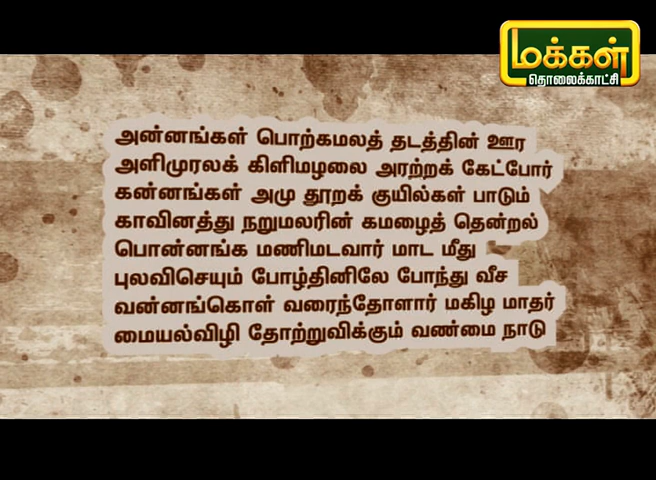 மக்கள்
தொலைக்காட்சி
அன்னங்கள் பொற்கமலத் தடத்தின் ஊர
அளிமுரலக் கிளிமழலை அரற்றக் கேட்போர்
கன்னங்கள் அமு தூறக் குயில்கள் பாடும்
காவினத்து நறுமலரின் கமழைத் தென்றல்
பொன்னங்க மணிமடவார் மாட மீது
புலவிசெயும் போழ்தினிலே போந்து வீச
வன்னங்கொள் வரைந்தோளார் மகிழ மாதர்
மையல்விழி தோற்றுவிக்கும் வண்மை நாடு